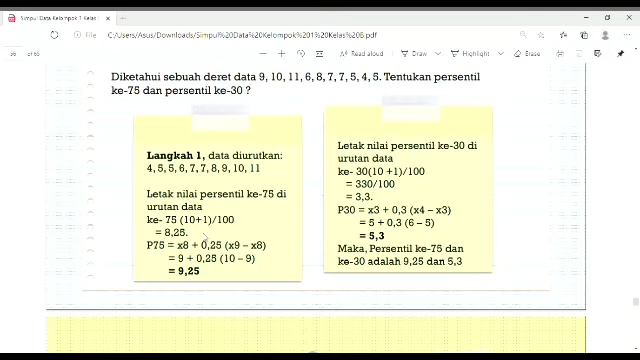 Simpul Data Kelompok 1 Kelas
File
C:/Users/Asus/Downloads/Simpul%20Data%20Kelompok%201%20Kelas%20B.pdf
56 of 65
Read aloud
Draw
Highlight
Erase
Diketahui sebuah deret data 9, 10, 11, 6, 8, 7, 7, 5, 4, 5. Tentukan persentil
ke-75 dan persentil ke-30 ?
Langkah 1, data diurutkan:
4, 5, 5, 6, 7, 7, 8, 9, 10, 11
Letak nilai persentil ke-75 di
urutan data
ke- 75 (10+1)/100
= 8,25.
P75 = x8 + 0,25 (x9 – x8)
= 9 + 0,25 (10 – 9)
= 9,25
Letak nilai persentil ke-30 di
urutan data
ke- 30(10 +1)/100
= 330/100
= 3,3.
P30 = x3 + 0,3 (x4 – x3)
= 5 + 0,3 (6 – 5)
= 5,3
Maka, Persentil ke-75 dan
ke-30 adalah 9,25 dan 5,3